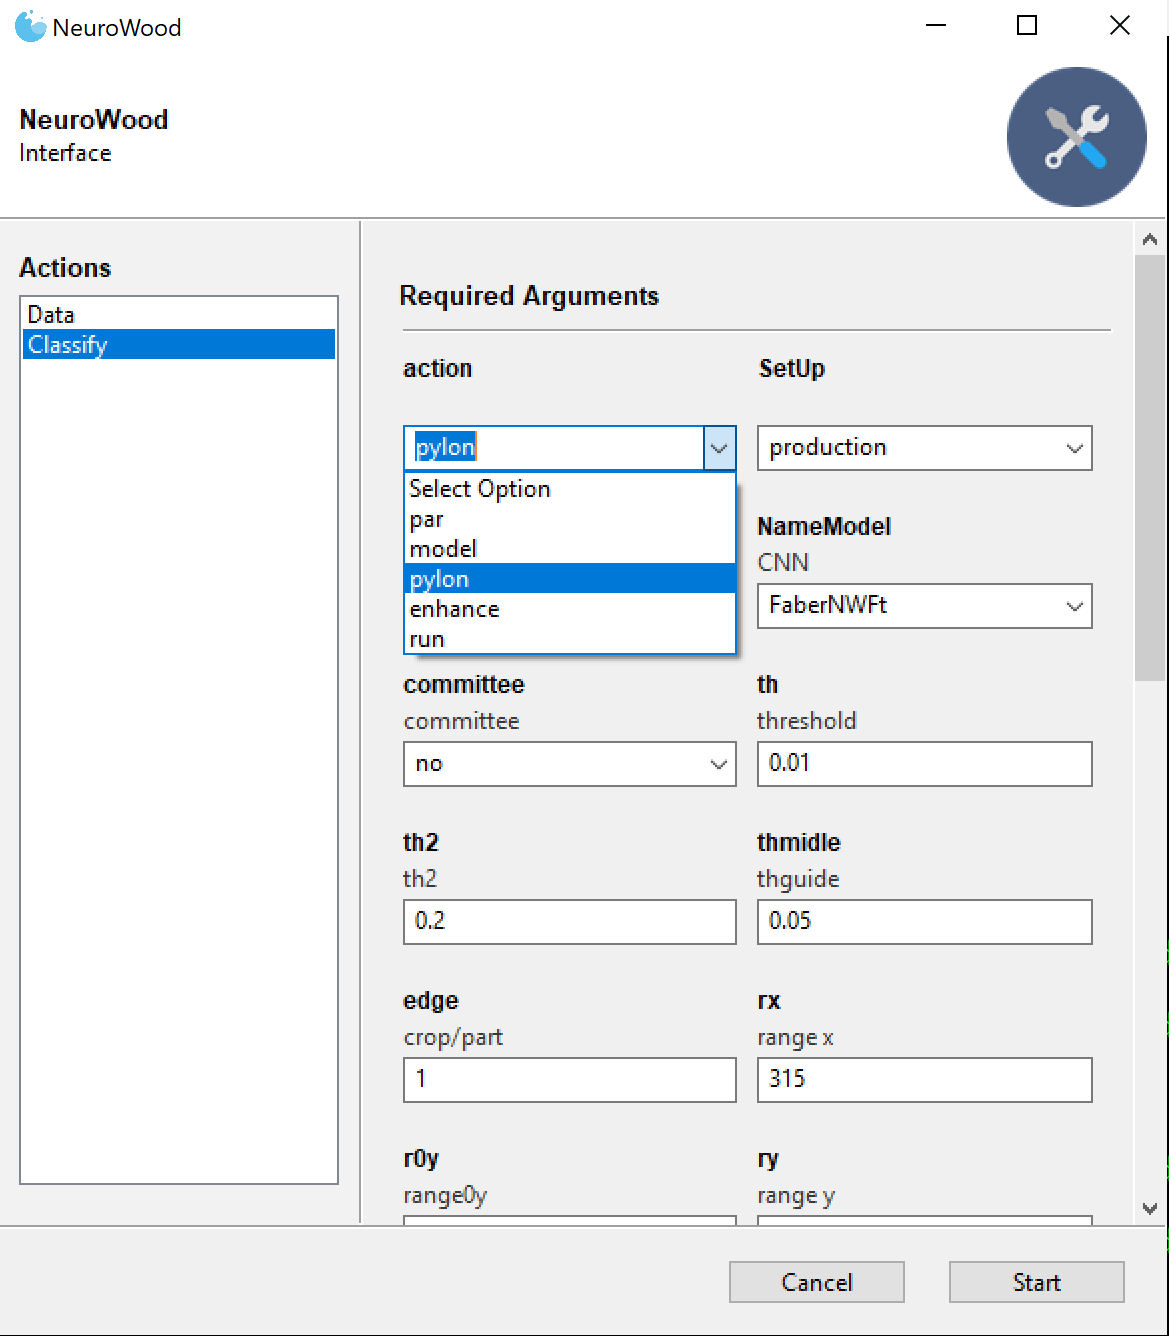 NeuroWood
NeuroWood
Interface
Actions
Data
Classify
Required Arguments
action
SetUp
pylon
production
Select Option
par
model
pylon
enhance
run
NameModel
CNN
FaberNWFt
committee
th
committee
threshold
no
0.01
th2
thmidle
th2
thguide
0.2
0.05
edge
rx
crop/part
range x
1
315
r0y
ry
range0y
range y
Cancel
Start